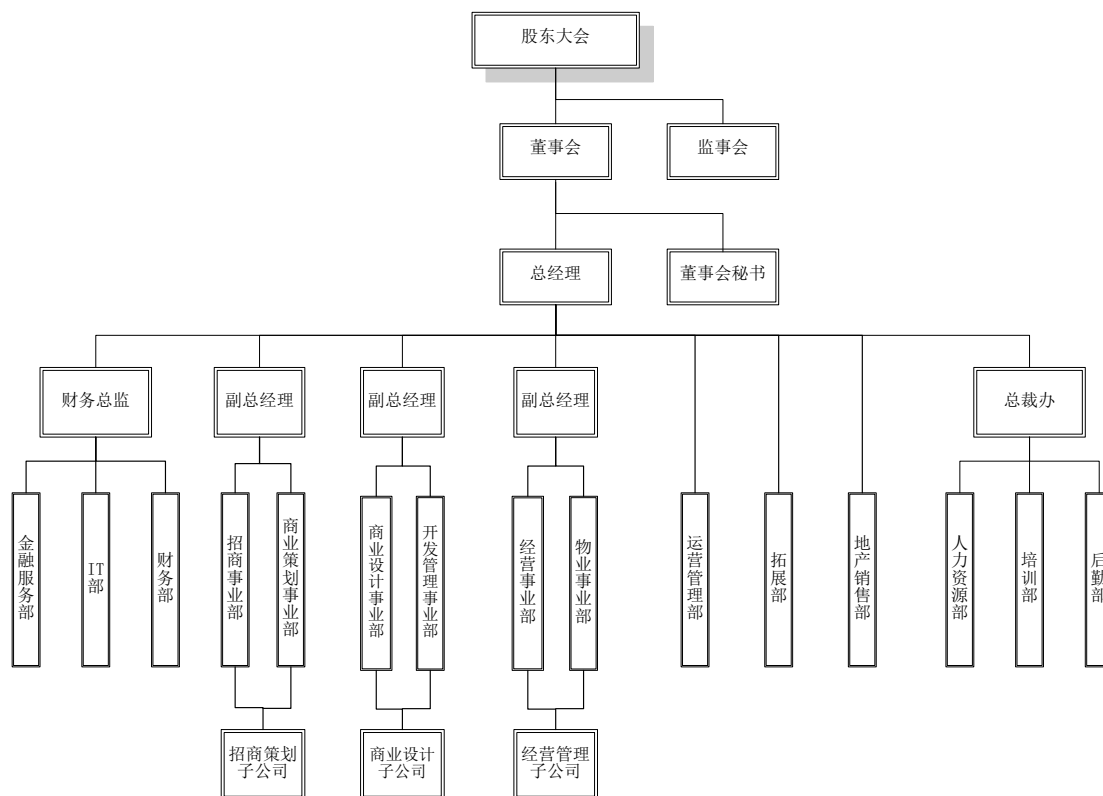 股东大会
董事会
监事会
总经理
董事会秘书
财务总监
副总经理
副总经理
副总经理
总裁办
金融服务部
IT部
财务部
招商事业部
商业策划事业部
商业设计事业部
开发管理事业部
经营事业部
物业事业部
运营管理部
拓展部
地产销售部
人力资源部
培训部
后勤部
招商策划
子公司
商业设计
子公司
经营管理
子公司